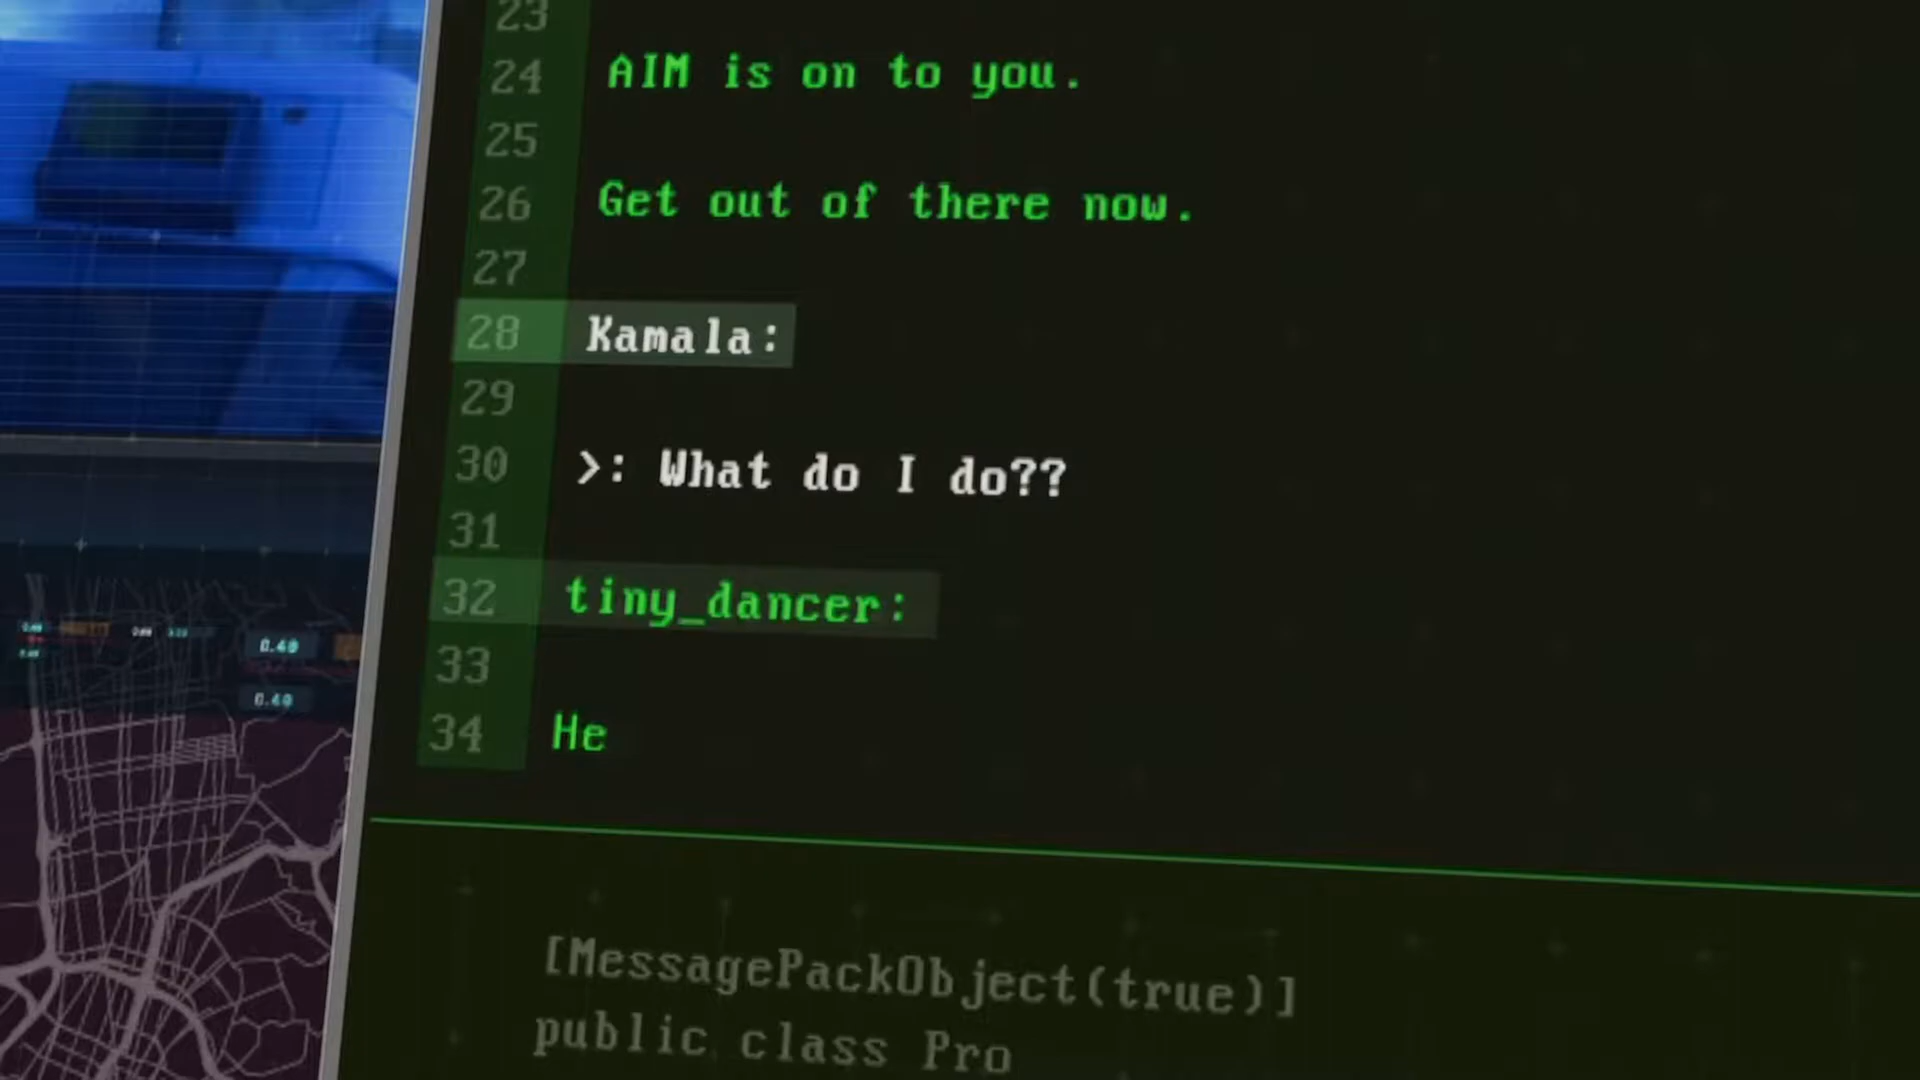 23
24 AIM is on to you.
25
26 Get out of there now.
27
28 Kamala:
29
30 >: What do I do??
31
32 tiny_dancer:
33
34 He
0.40
0.40
[MessagePackObject(true)]
public class Pro